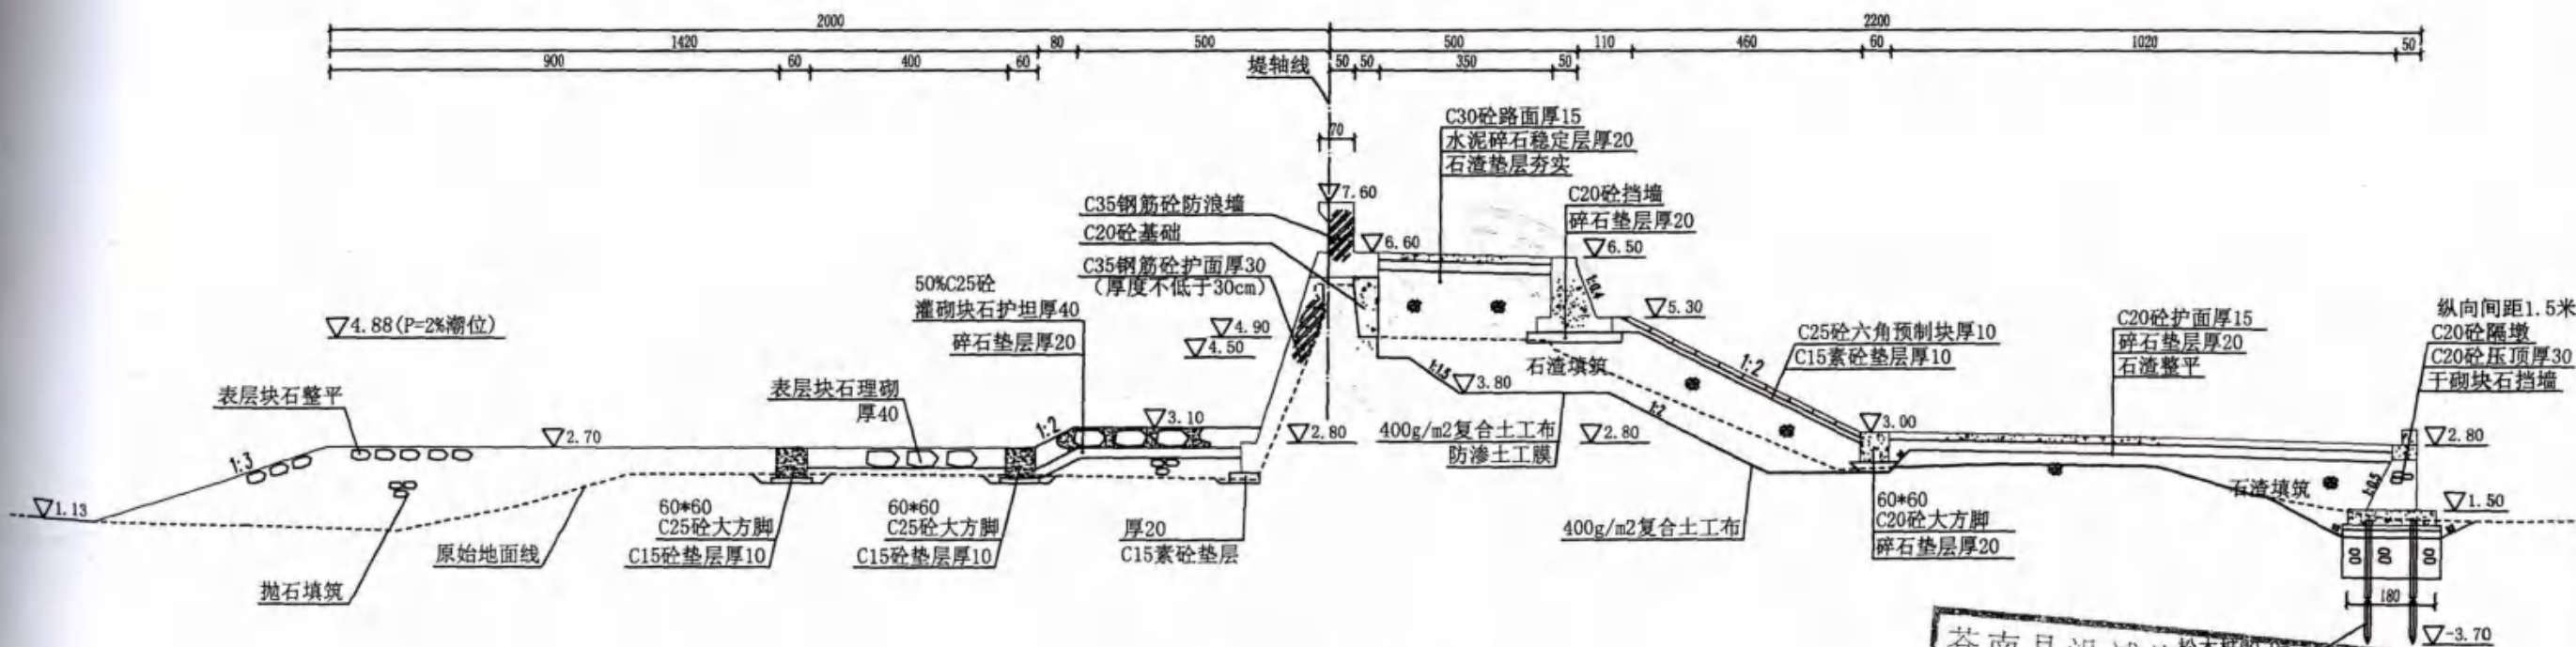 2000
2200
1420
80
500
500
110
460
60
1020
50
900
60
400
60
50
50
350
50
堤轴线
70
C30砼路面厚15
水泥碎石稳定层厚20
石渣垫层夯实
▽7.60
C35钢筋砼防浪墙
C20砼基础
C35钢筋砼护面厚30
(厚度不低于30cm)
▽6.60
C20砼挡墙
碎石垫层厚20
▽6.50
1:0.4
▽5.30
50%C25砼
灌砌块石护坦厚40
碎石垫层厚20
▽4.88(P=2%潮位)
▽4.90
▽4.50
1:1.5
▽3.80
石渣填筑
1:2
1:2
C25砼六角预制块厚10
C15素砼垫层厚10
C20砼护面厚15
碎石垫层厚20
石渣整平
纵向间距1.5米
C20砼隔墩
C20砼压顶厚30
干砌块石挡墙
表层块石整平
表层块石理砌
厚40
1:3
▽2.70
1:2
▽3.10
▽2.80
400g/m2复合土工布
防渗土工膜
▽2.80
▽3.00
▽2.80
▽1.13
抛石填筑
原始地面线
60*60
C25砼大方脚
C15砼垫层厚10
60*60
C25砼大方脚
C15砼垫层厚10
厚20
C15素砼垫层
400g/m2复合土工布
60*60
C20砼大方脚
碎石垫层厚20
石渣填筑
1:0.5
▽1.50
180
▽-3.70
苍南县